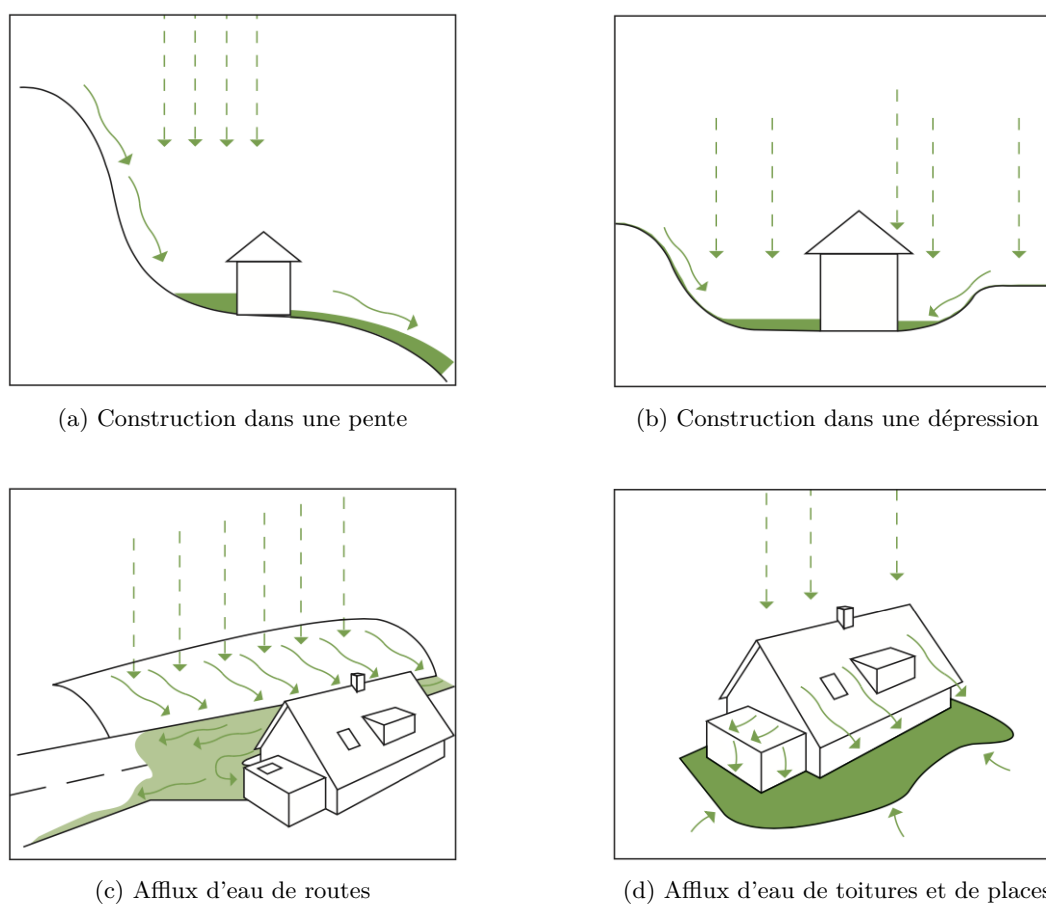 (a) Construction dans une pente
(b) Construction dans une dépression
(c) Afflux d'eau de routes
(d) Afflux d'eau de toitures et de places